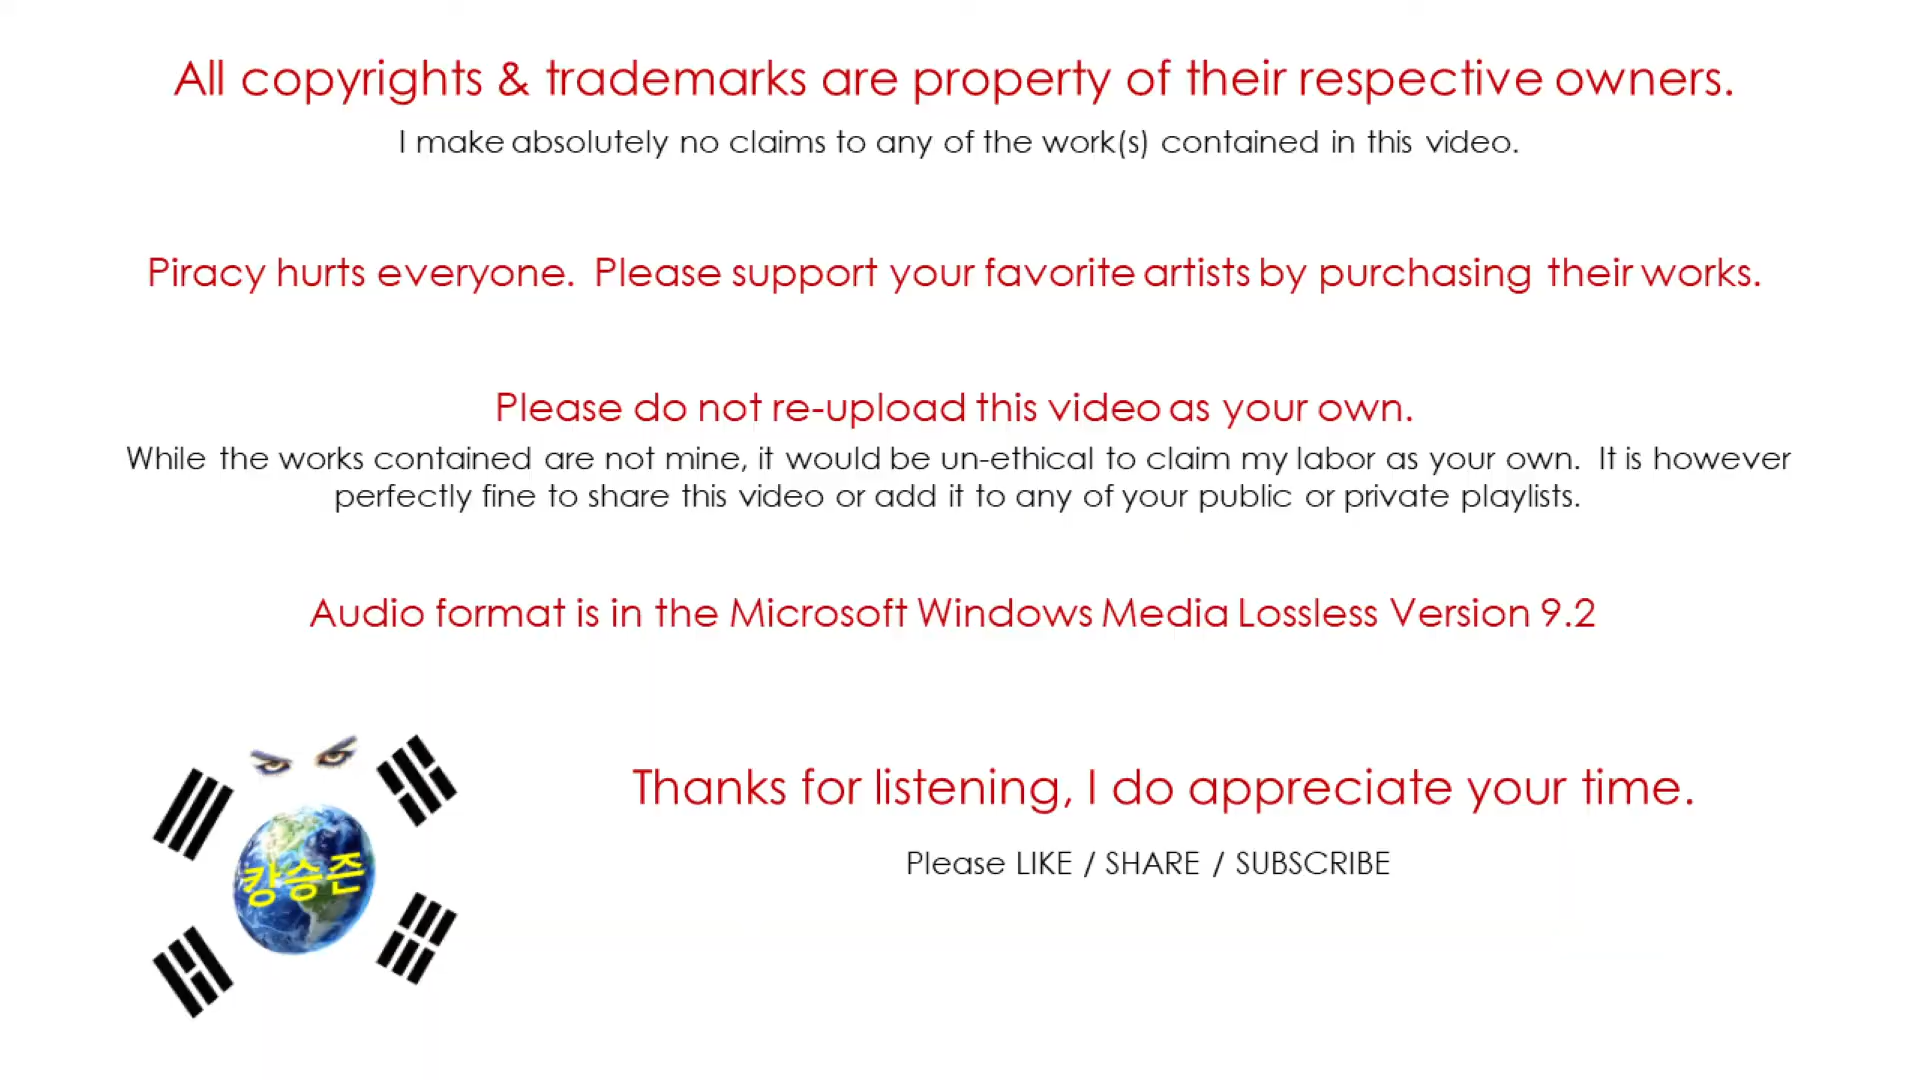 All copyrights & trademarks are property of their respective owners.
I make absolutely no claims to any of the work(s) contained in this video.
Piracy hurts everyone.  Please support your favorite artists by purchasing their works.
Please do not re-upload this video as your own.
While the works contained are not mine, it would be un-ethical to claim my labor as your own.  It is however
perfectly fine to share this video or add it to any of your public or private playlists.
Audio format is in the Microsoft Windows Media Lossless Version 9.2
Thanks for listening, I do appreciate your time.
Please LIKE / SHARE / SUBSCRIBE
캉승존